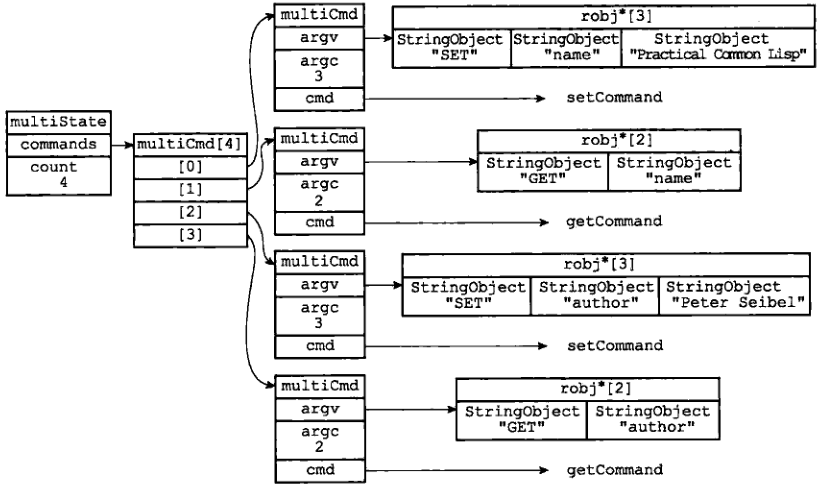 multiState
commands
count
4
multiCmd[4]
[0]
[1]
[2]
[3]
multiCmd
argv
argc
3
cmd
robj*[3]
StringObject StringObject StringObject
"SET" "name" "Practical Common Lisp"
setCommand
multiCmd
argv
argc
2
cmd
robj*[2]
StringObject StringObject
"GET" "name"
getCommand
multiCmd
argv
argc
3
cmd
robj*[3]
StringObject StringObject StringObject
"SET" "author" "Peter Seibel"
setCommand
multiCmd
argv
argc
2
cmd
robj*[2]
StringObject StringObject
"GET" "author"
getCommand